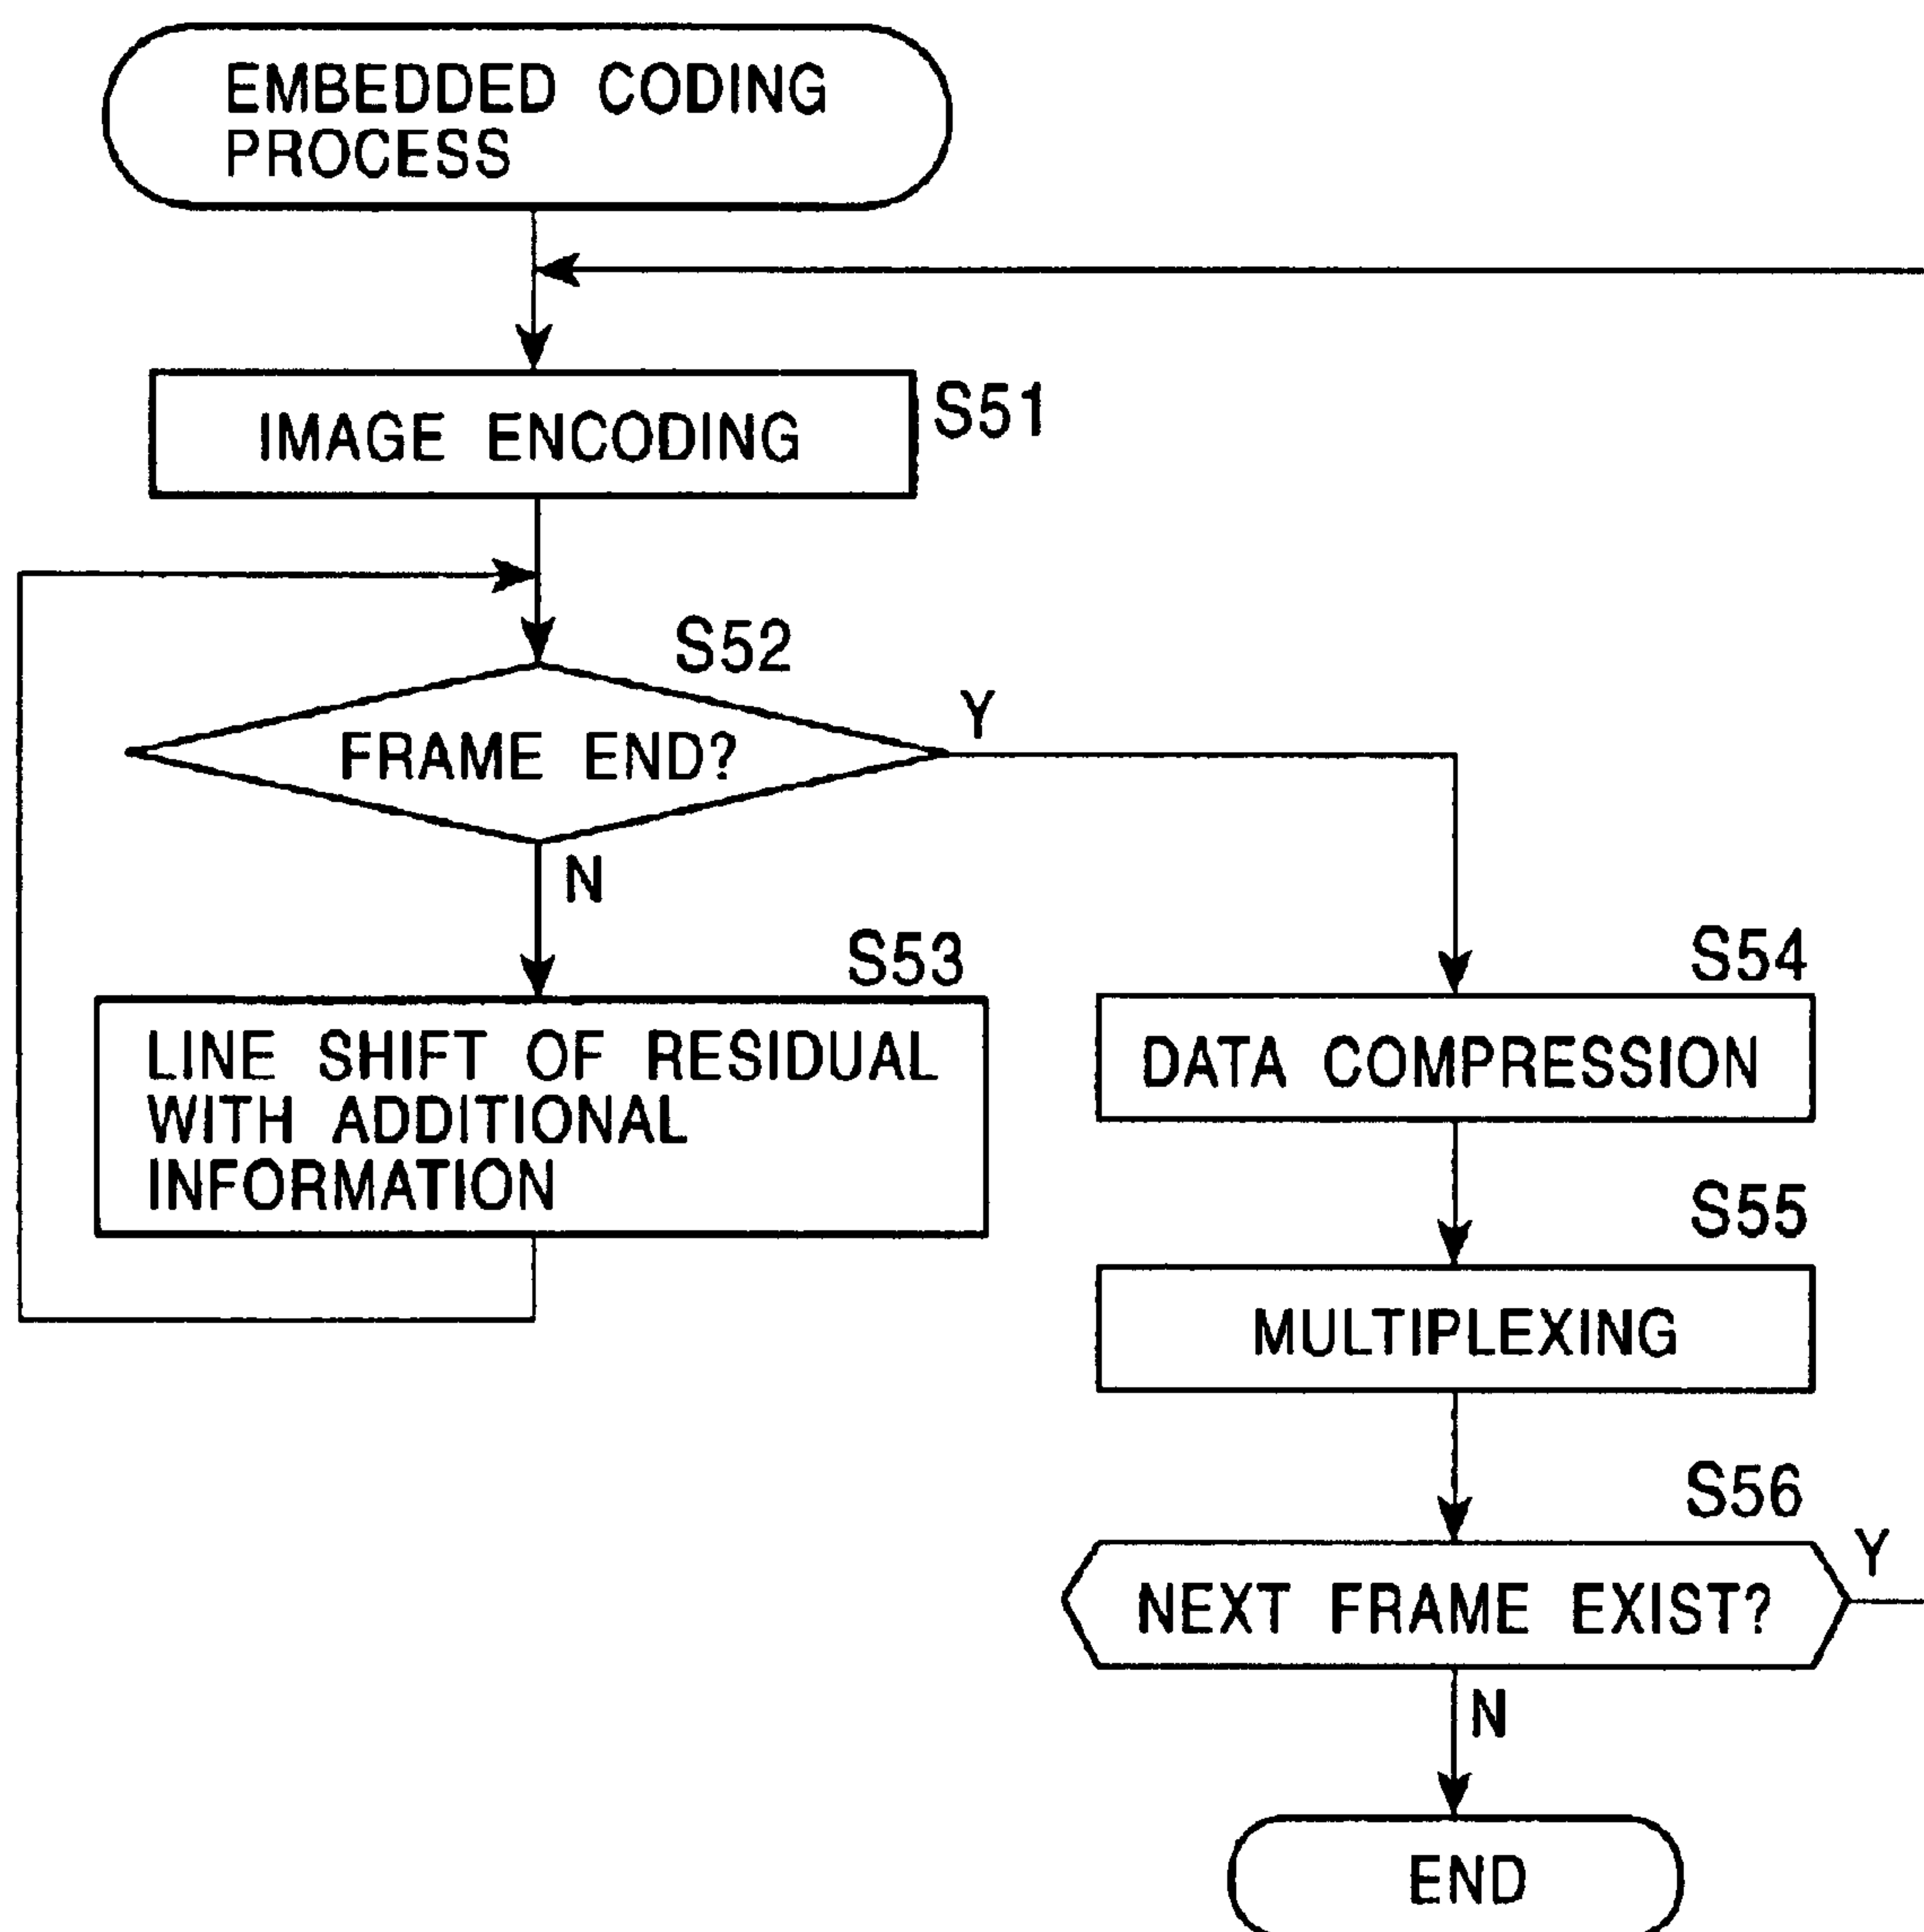 EMBEDDED CODING
PROCESS
IMAGE ENCODING
S51
S52
FRAME END?
Y
N
S53
LINE SHIFT OF RESIDUAL
WITH ADDITIONAL
INFORMATION
S54
DATA COMPRESSION
S55
MULTIPLEXING
S56
NEXT FRAME EXIST?
Y
N
END